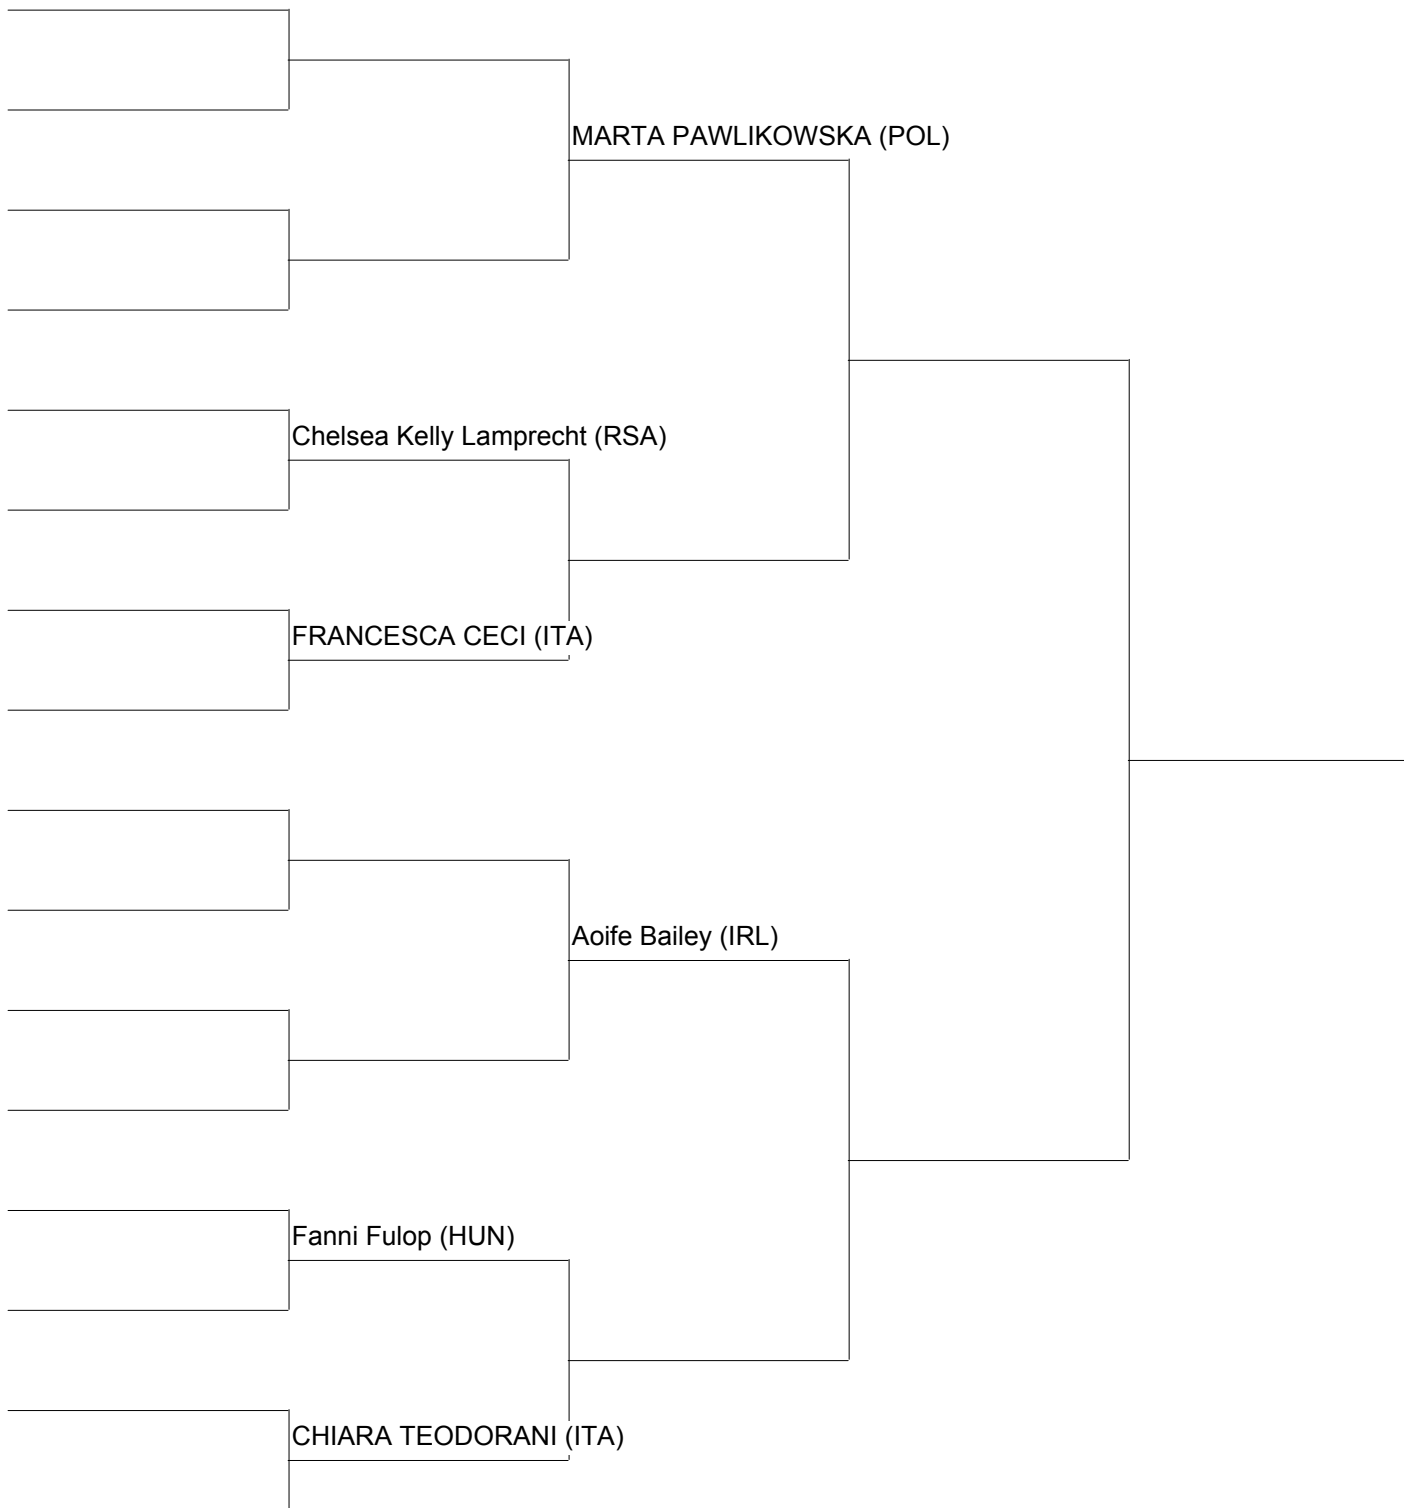 MARTA PAWLIKOWSKA (POL)
Chelsea Kelly Lamprecht (RSA)
FRANCESCA CECI (ITA)
Aoife Bailey (IRL)
Fanni Fulop (HUN)
CHIARA TEODORANI (ITA)